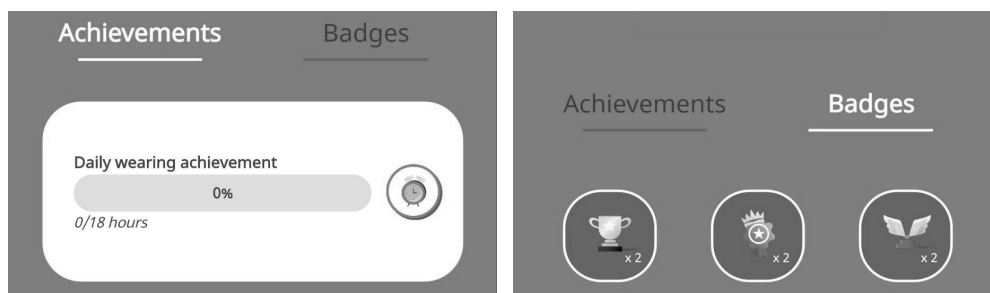 Achievements Badges
Daily wearing achievement
0%
0/18 hours
Achievements Badges
x 2 x 2 x 2